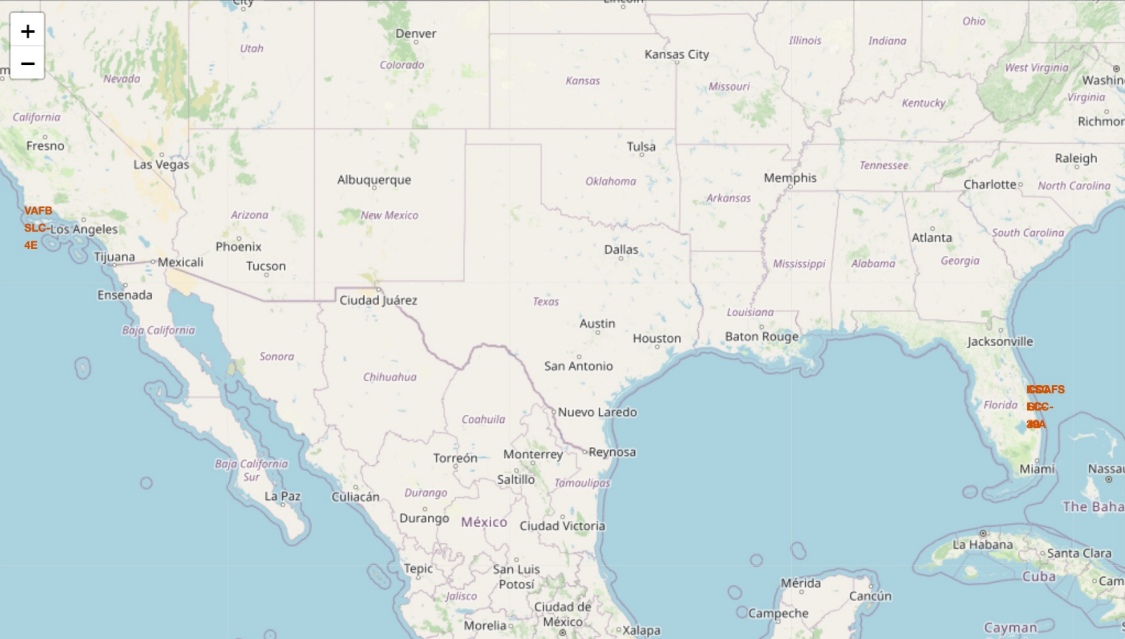 +
−
City
Lincoln
Denver
Utah
Colorado
Kansas City
Kansas
Illinois
Indiana
Ohio
West Virginia
Washin
Virginia
Richmor
Nevada
California
Fresno
Las Vegas
Missouri
Kentucky
Tulsa
Albuquerque
Oklahoma
Memphis
Tennessee
Raleigh
Charlotte
North Carolina
Arizona
New Mexico
Arkansas
VAFB
SLC-
4E
Los Angeles
Phoenix
Tucson
Dallas
Atlanta
South Carolina
Tijuana
Mexicali
Mississippi
Alabama
Georgia
Ensenada
Ciudad Juárez
Texas
Louisiana
Baja California
Austin
Houston
Baton Rouge
Jacksonville
Sonora
San Antonio
Chihuahua
Florida
Coahuila
Nuevo Laredo
Torreón
Monterrey
Reynosa
Baja California
Sur
Saltillo
Tamaulipas
Miami
Nassau
La Paz
Culiacán
Durango
Durango
México
Ciudad Victoria
The Baha
La Habana
Santa Clara
Tepic
San Luis
Potosí
Cuba
Cam
Jalisco
Mérida
Cancún
Ciudad de
México
Campeche
Morelia
Xalapa
Cayman